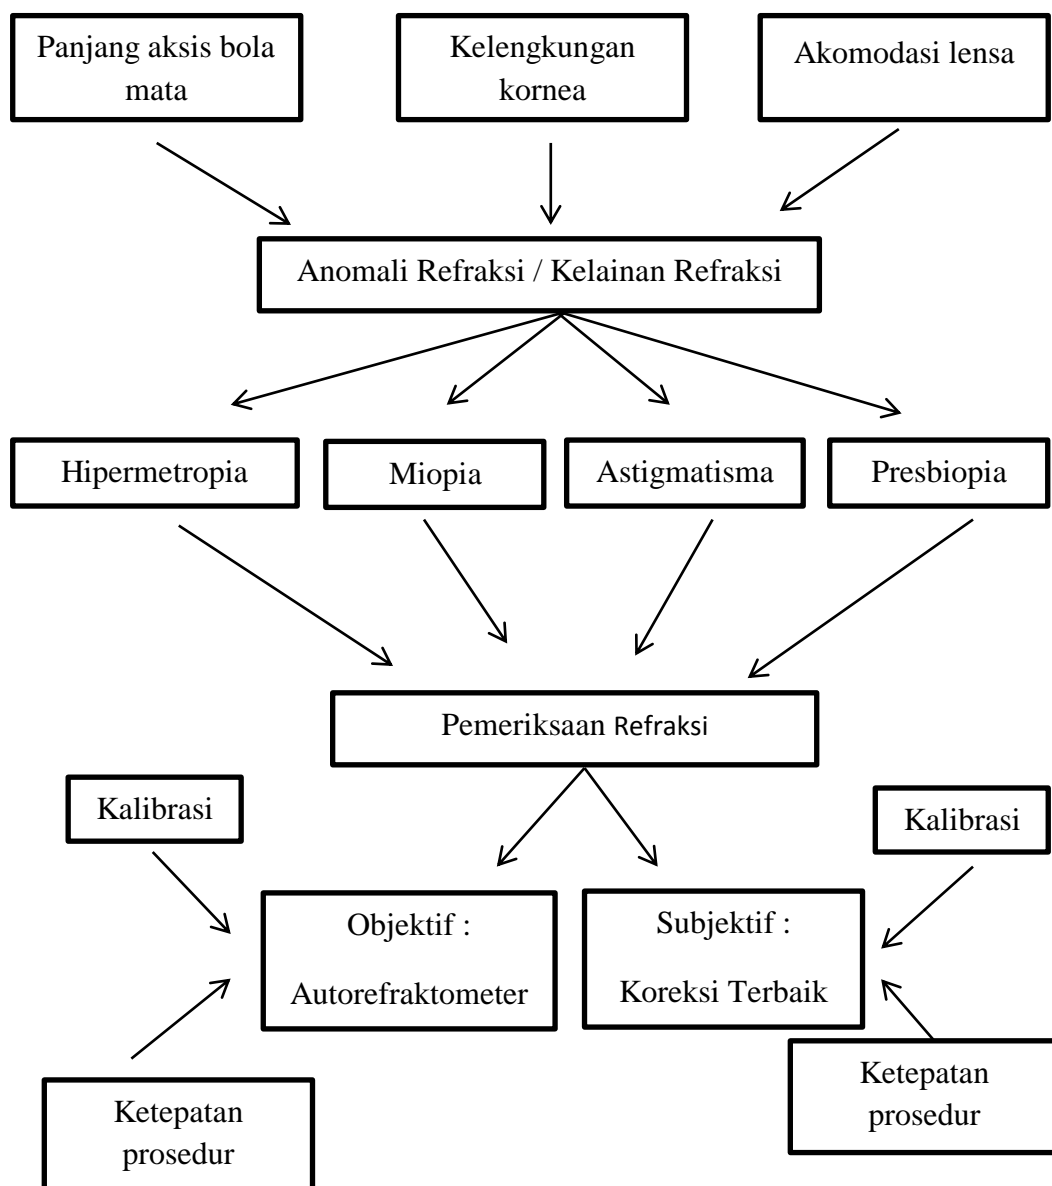 Panjang aksis bola
mata
Kelengkungan
kornea
Akomodasi lensa
Anomali Refraksi / Kelainan Refraksi
Hipermetropia
Miopia
Astigmatisma
Presbiopia
Pemeriksaan Refraksi
Kalibrasi
Kalibrasi
Objektif :
Autorefraktometer
Subjektif :
Koreksi Terbaik
Ketepatan
prosedur
Ketepatan
prosedur